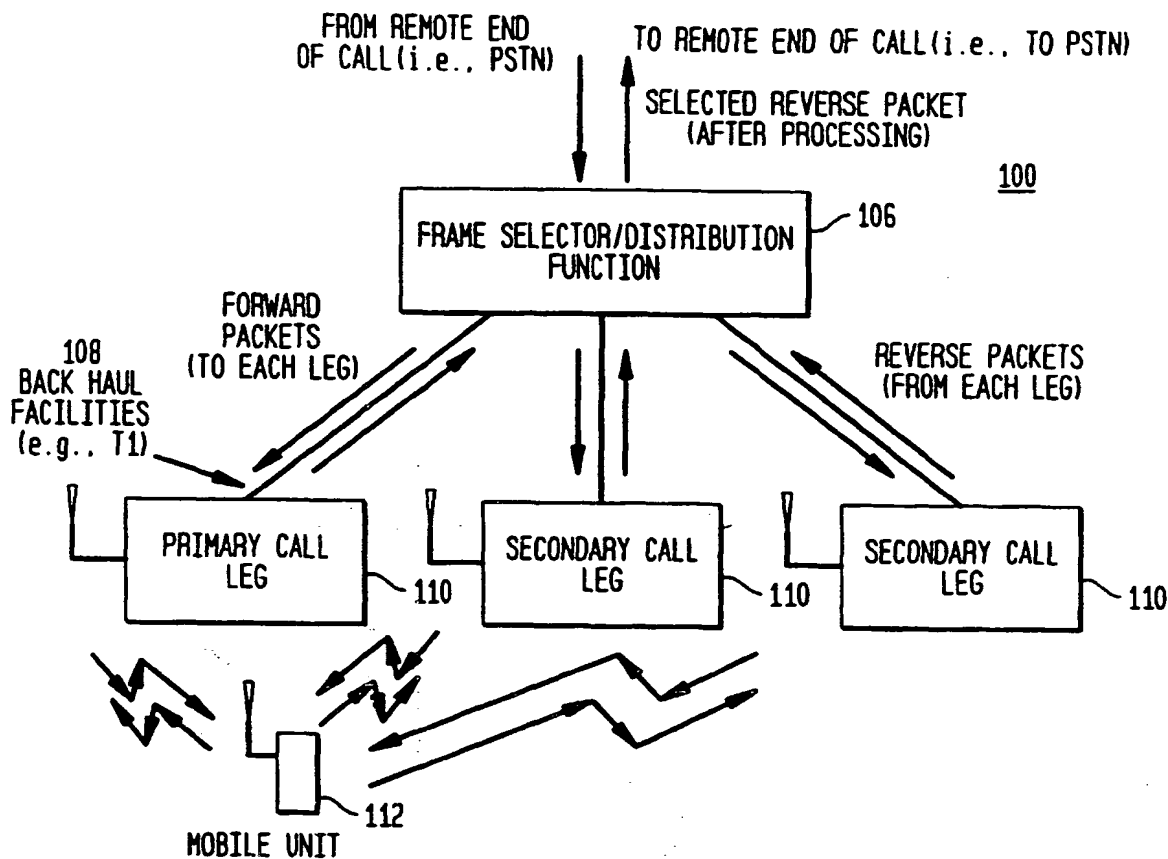 FROM REMOTE END
OF CALL(i.e., PSTN)
TO REMOTE END OF CALL(i.e., TO PSTN)
SELECTED REVERSE PACKET
(AFTER PROCESSING)
100
106
FRAME SELECTOR/DISTRIBUTION
FUNCTION
FORWARD
PACKETS
(TO EACH LEG)
108
BACK HAUL
FACILITIES
(e.g., T1)
REVERSE PACKETS
(FROM EACH LEG)
PRIMARY CALL
LEG
110
SECONDARY CALL
LEG
110
SECONDARY CALL
LEG
110
112
MOBILE UNIT